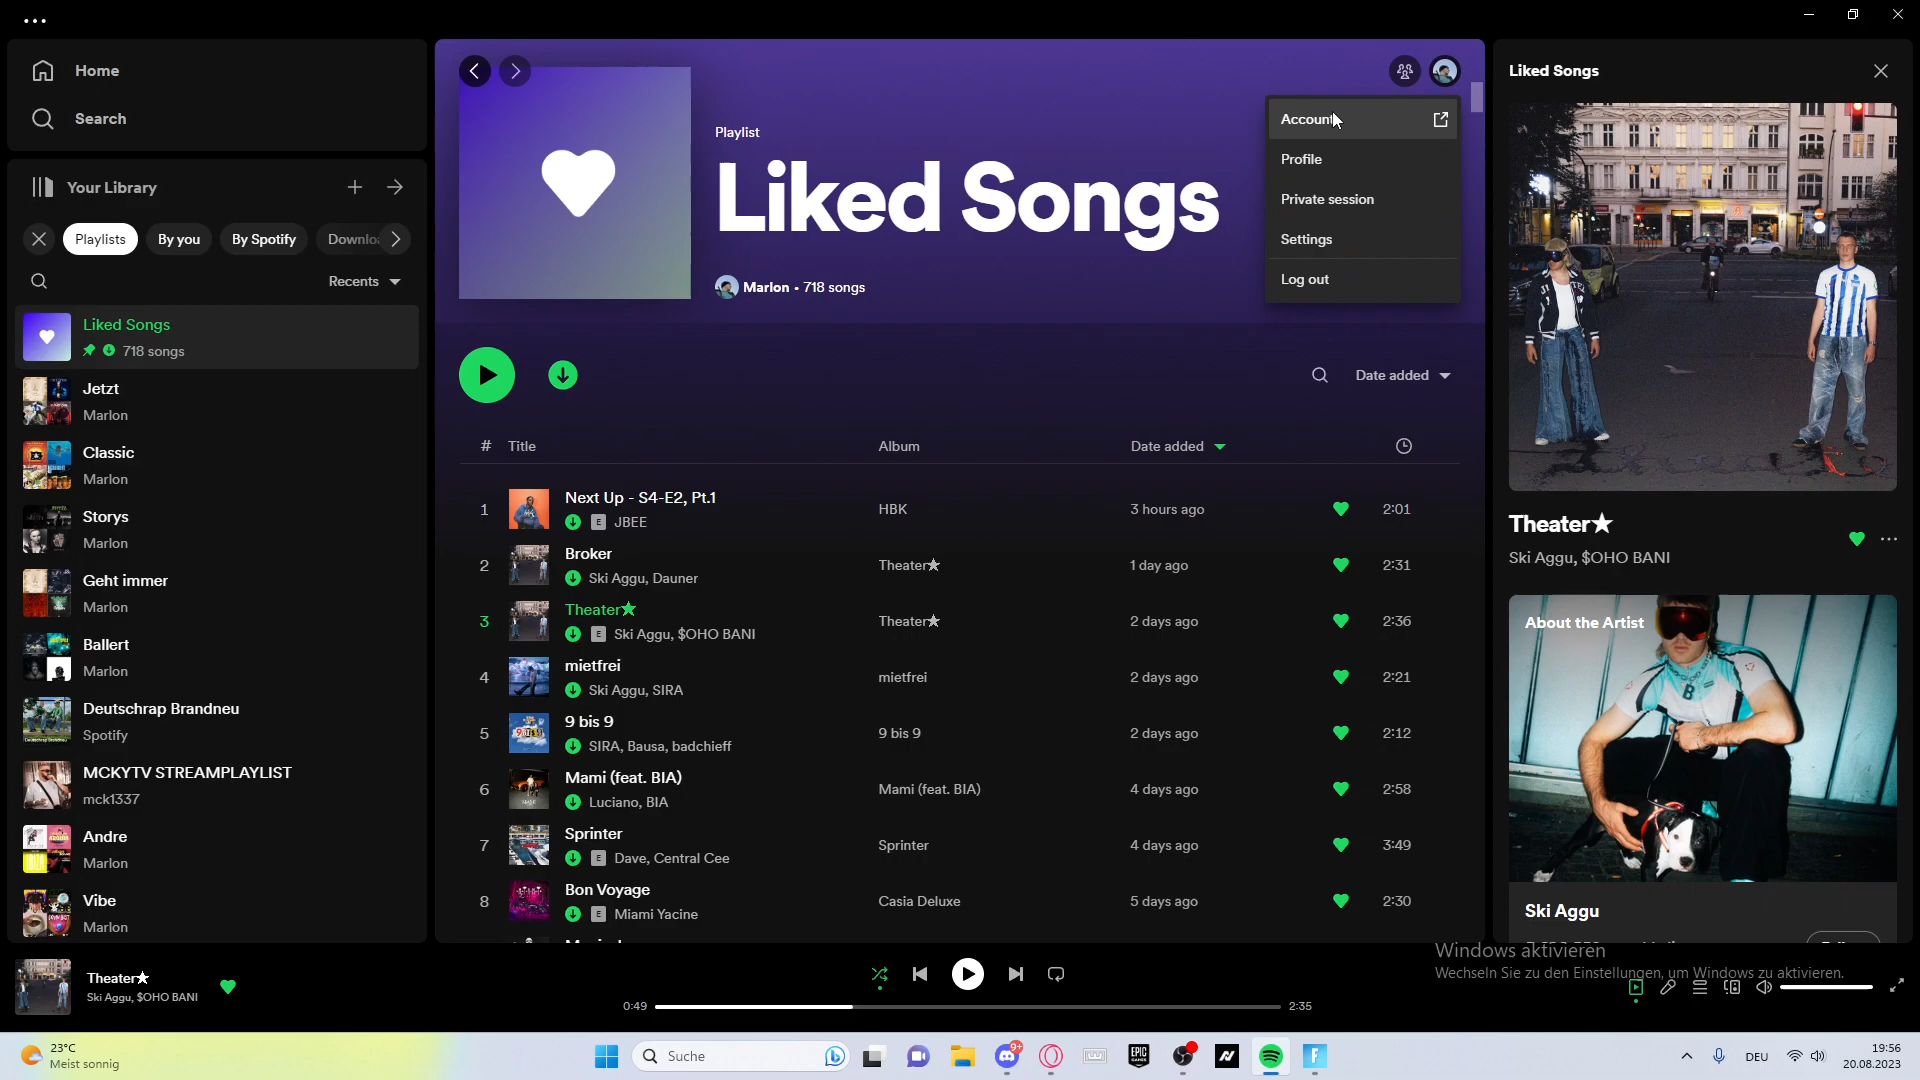 Home
Search
Your Library
Playlists
By you
By Spotify
Recents
Liked Songs
718 songs
Jetzt
Marlon
Classic
Marlon
Storys
Marlon
Geht immer
Marlon
Ballert
Marlon
Deutschrap Brandneu
Spotify
MCKYTV STREAMPLAYLIST
mck1337
Andre
Marlon
Vibe
Marlon
Playlist
Liked Songs
Marlon • 718 songs
Account
Profile
Private session
Settings
Log out
Date added
# Title Album Date added
1 Next Up - S4-E2, Pt.1 HBK 3 hours ago 2:01
E JBEE
2 Broker Theater★ 1 day ago 2:31
Ski Aggu, Dauner
3 Theater★ Theater★ 2 days ago 2:36
E Ski Aggu, $OHO BANI
4 mietfrei mietfrei 2 days ago 2:21
Ski Aggu, SIRA
5 9 bis 9 9 bis 9 2 days ago 2:12
SIRA, Bausa, badchieff
6 Mami (feat. BIA) Mami (feat. BIA) 4 days ago 2:58
Luciano, BIA
7 Sprinter Sprinter 4 days ago 3:49
E Dave, Central Cee
8 Bon Voyage Casia Deluxe 5 days ago 2:30
E Miami Yacine
Liked Songs
Theater★
Ski Aggu, $OHO BANI
About the Artist
Ski Aggu
Windows aktivieren
Wechseln Sie zu den Einstellungen, um Windows zu aktivieren.
Theater★
Ski Aggu, $OHO BANI
0:49 2:35
23°C
Meist sonnig
Suche
9+
EPIC GAMES
DEU
19:56
20.08.2023